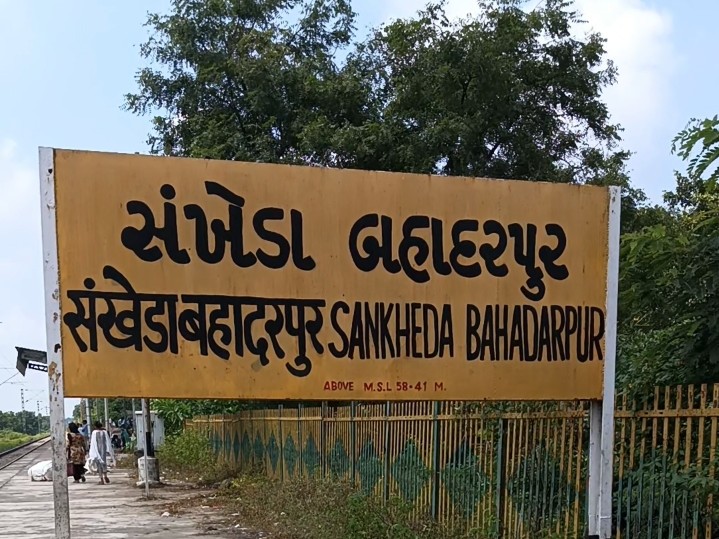 સંખેડા બહાદરપુર
संखेडा बहादरपुर SANKHEDA BAHADARPUR
ABOVE M.S.L 58.41 M.